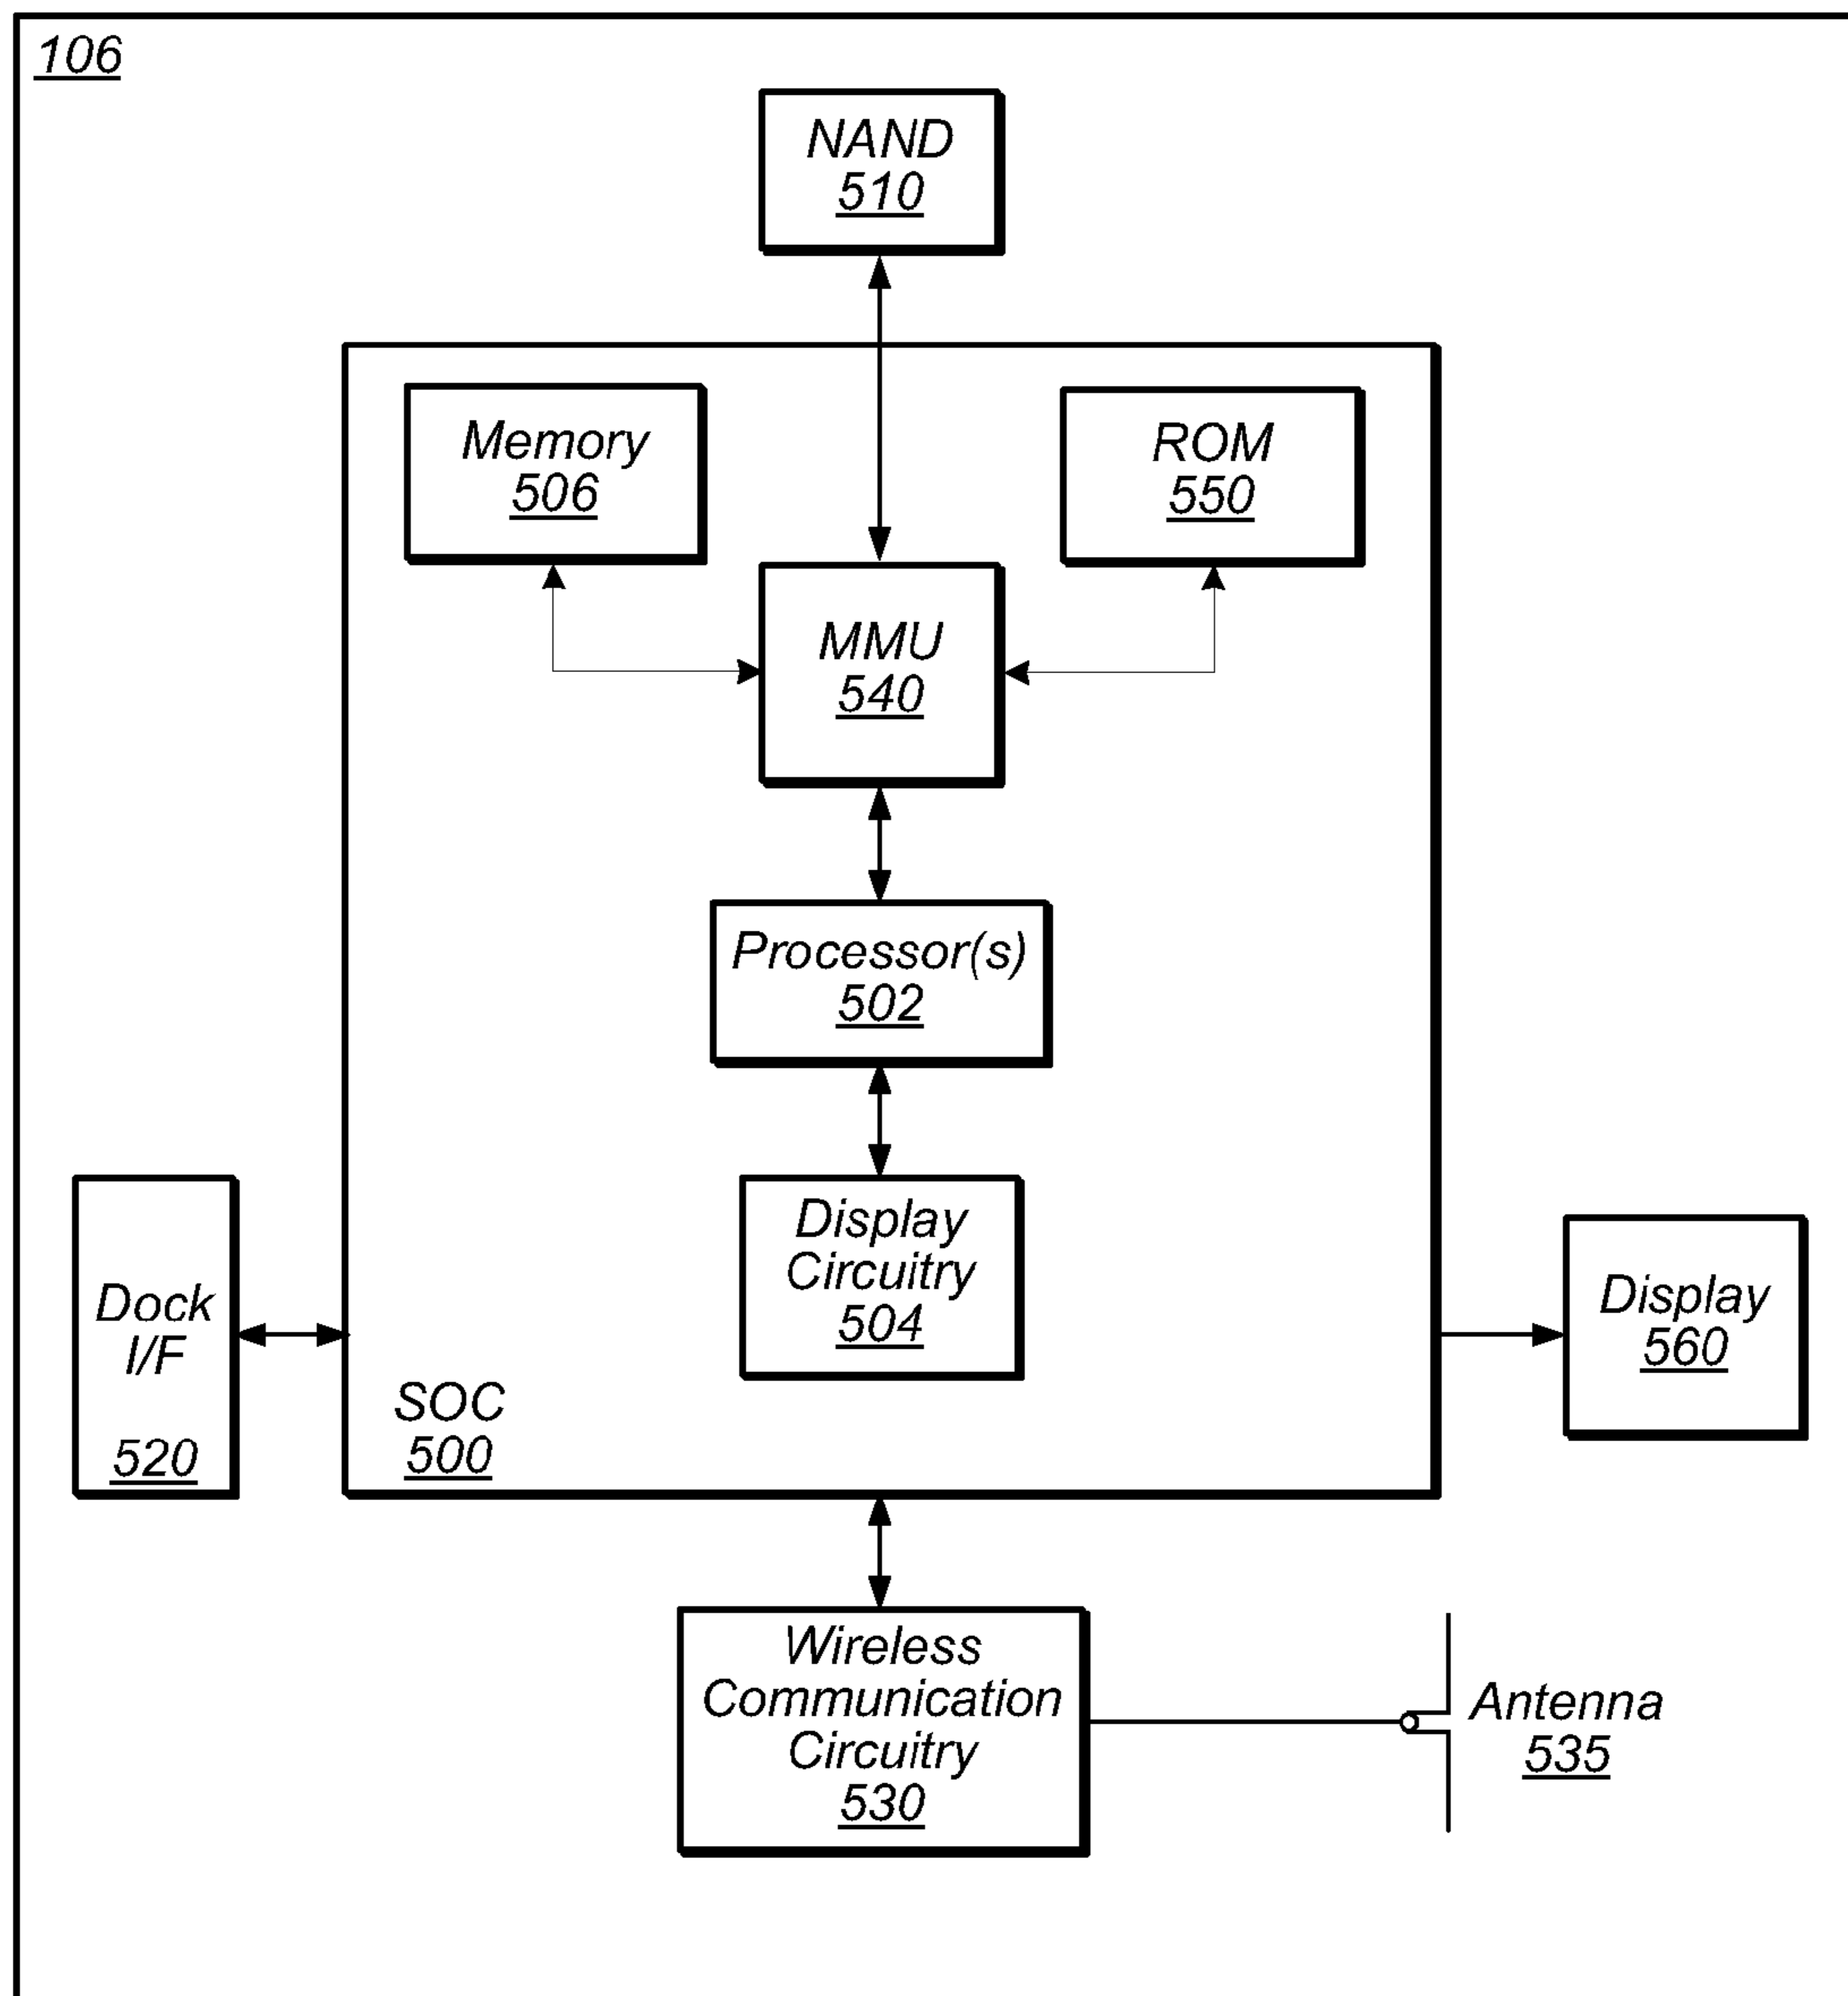 106
NAND
510
Memory
506
ROM
550
MMU
540
Processor(s)
502
Display
Circuitry
504
Dock
I/F
520
SOC
500
Display
560
Wireless
Communication
Circuitry
530
Antenna
535